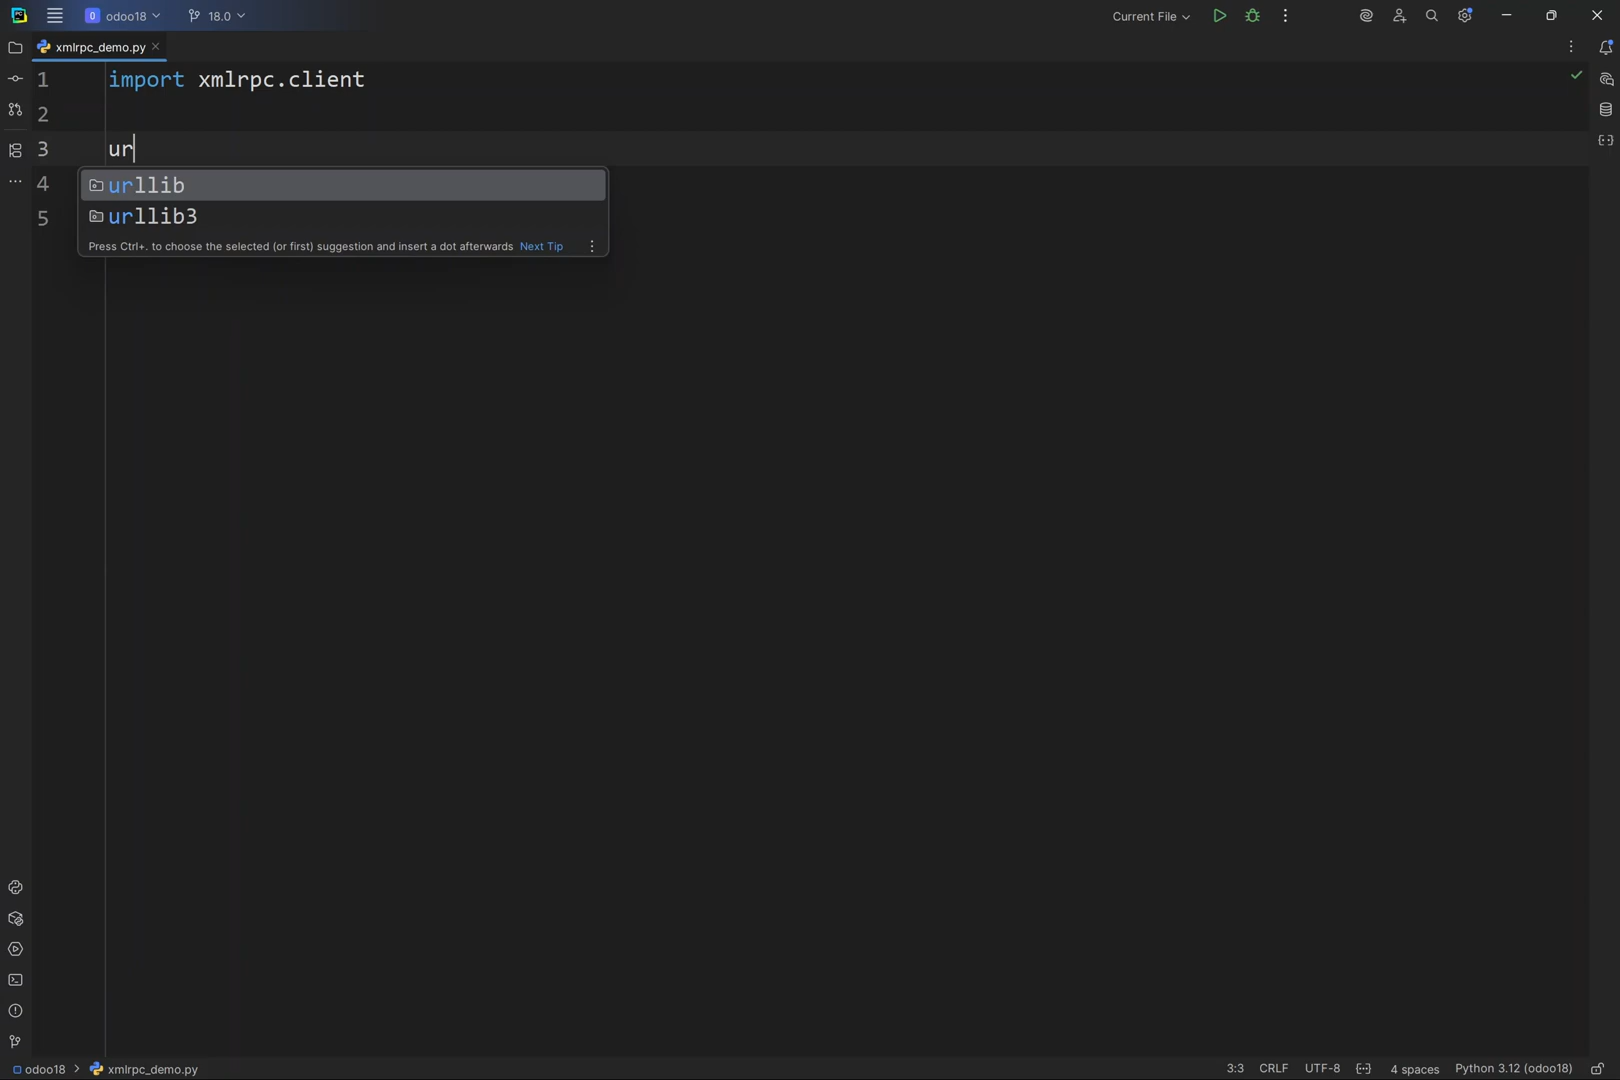 odoo18
18.0
Current File
xmlrpc_demo.py
1 import xmlrpc.client
2
3 ur
urllib
4
urllib3
5
Press Ctrl+. to choose the selected (or first) suggestion and insert a dot afterwards Next Tip
odoo18 > xmlrpc_demo.py
3:3 CRLF UTF-8 4 spaces Python 3.12 (odoo18)